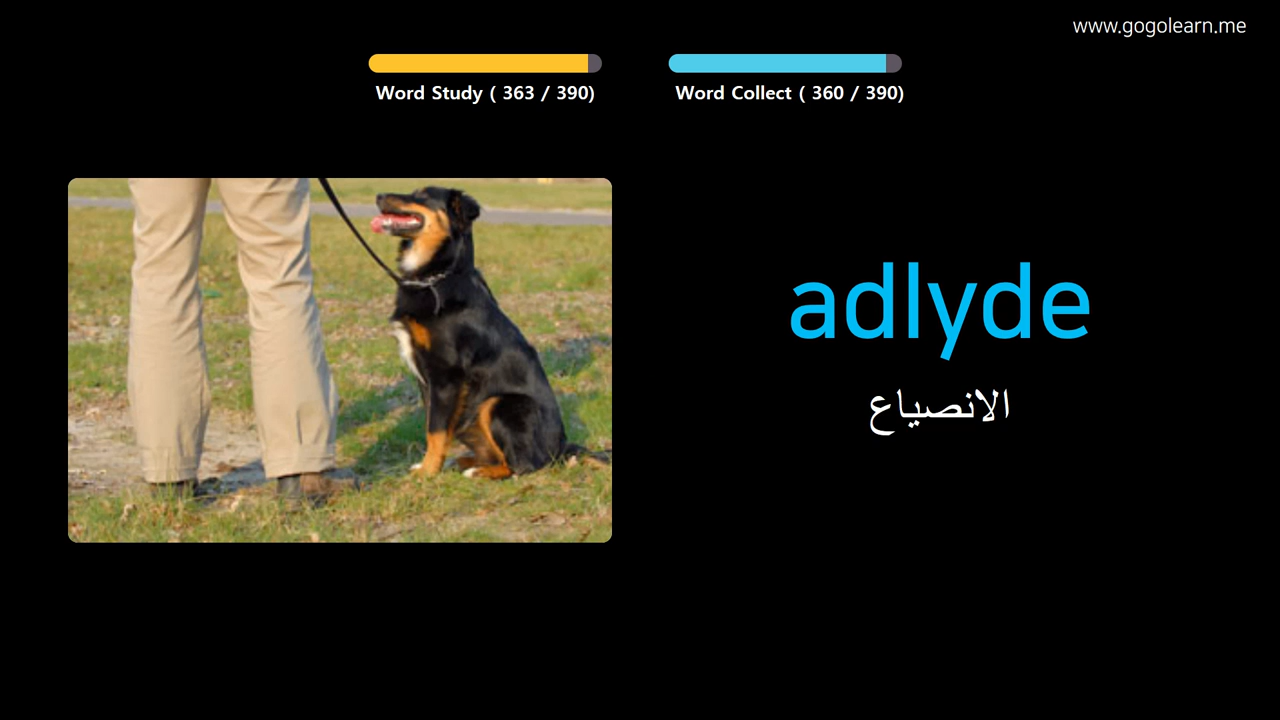 www.gogolearn.me
Word Study ( 363 / 390)
Word Collect ( 360 / 390)
adlyde
الانصياع